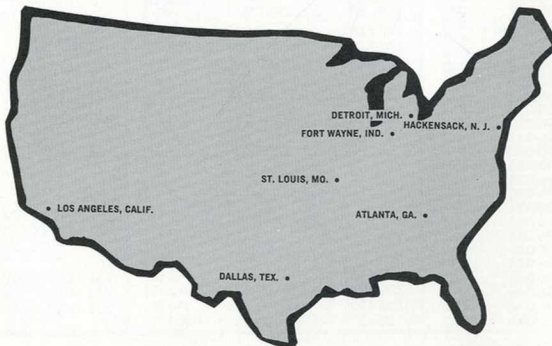 DETROIT, MICH.
HACKENSACK, N. J.
FORT WAYNE, IND.
ST. LOUIS, MO.
LOS ANGELES, CALIF.
ATLANTA, GA.
DALLAS, TEX.